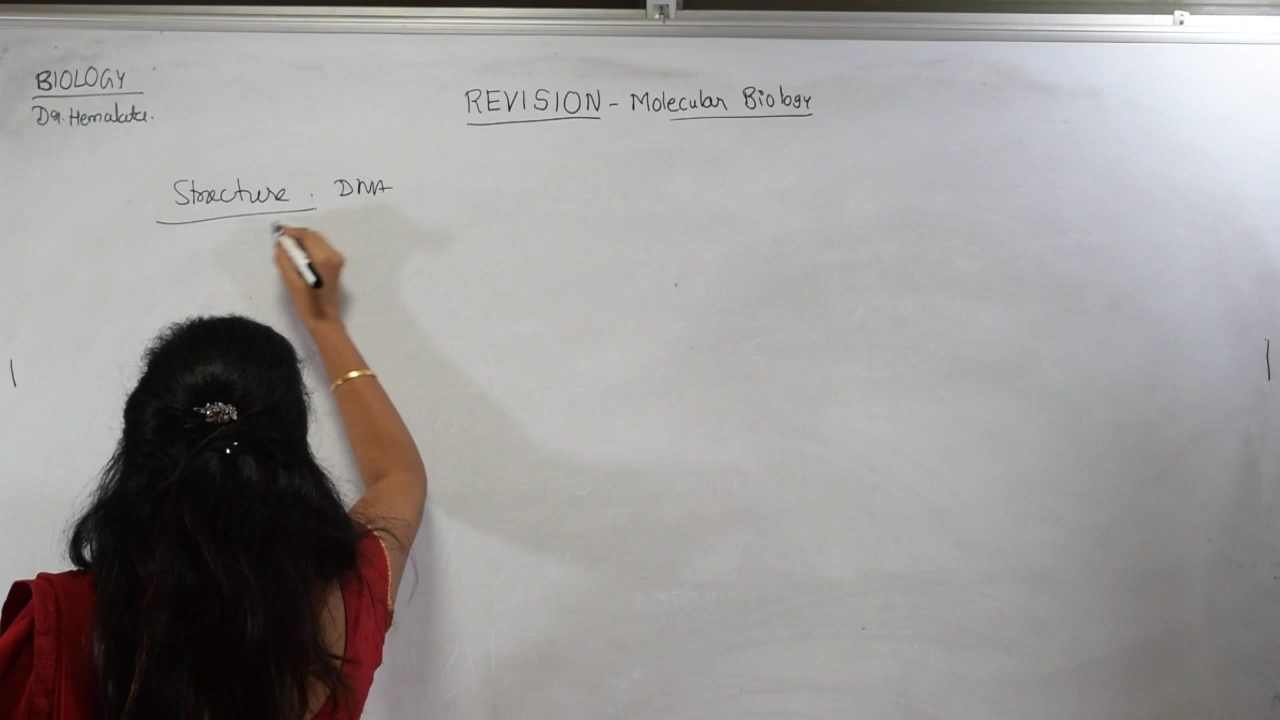 BIOLOGY
Dr. Hemalata.
REVISION - Molecular Biology
Structure . DNA